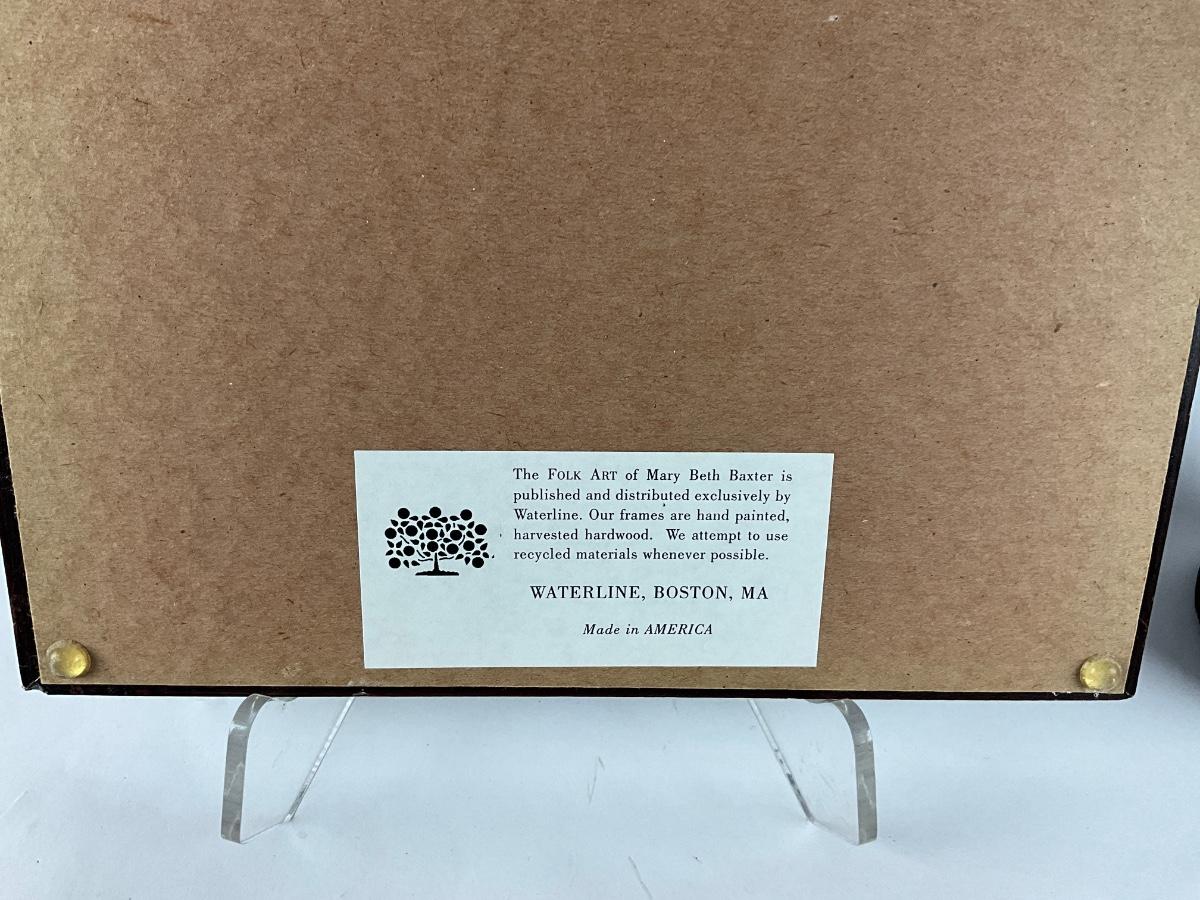 The FOLK ART of Mary Beth Baxter is
published and distributed exclusively by
Waterline. Our frames are hand painted,
harvested hardwood. We attempt to use
recycled materials whenever possible.
WATERLINE, BOSTON, MA
Made in AMERICA